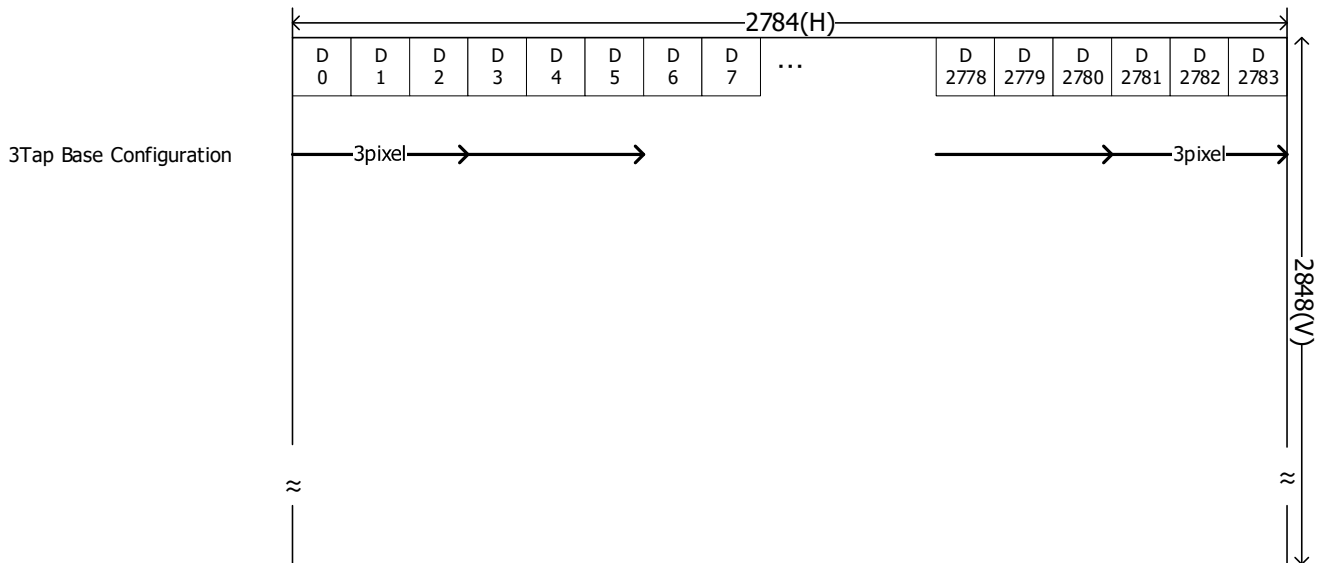 2784(H)
D 0 D 1 D 2 D 3 D 4 D 5 D 6 D 7 ... D 2778 D 2779 D 2780 D 2781 D 2782 D 2783
3Tap Base Configuration
3pixel
3pixel
2848(V)
≈ ≈